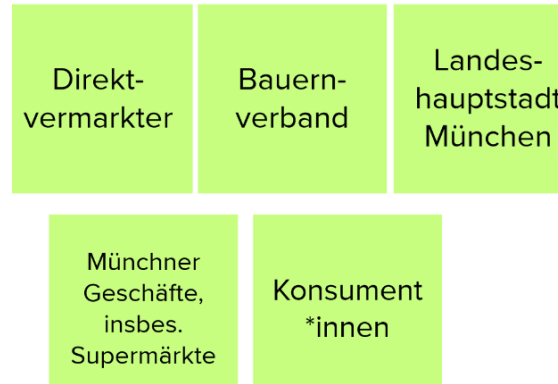 Direkt-
vermarkter
Bauern-
verband
Landes-
hauptstadt
München
Münchner
Geschäfte,
insbes.
Supermärkte
Konsument
*innen